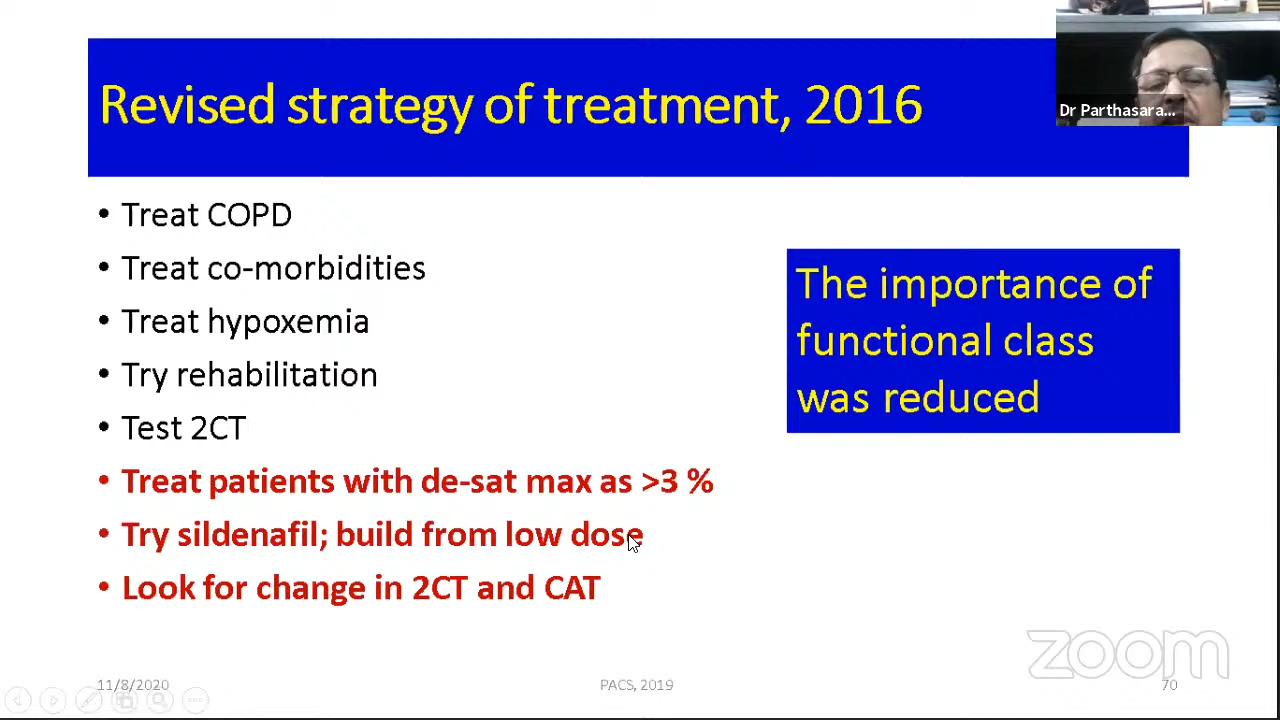 Revised strategy of treatment, 2016
Dr Parthasara...
• Treat COPD
• Treat co-morbidities
• Treat hypoxemia
• Try rehabilitation
• Test 2CT
• Treat patients with de-sat max as >3 %
• Try sildenafil; build from low dose
• Look for change in 2CT and CAT
The importance of
functional class
was reduced
zoom
11/8/2020
PACS, 2019
70